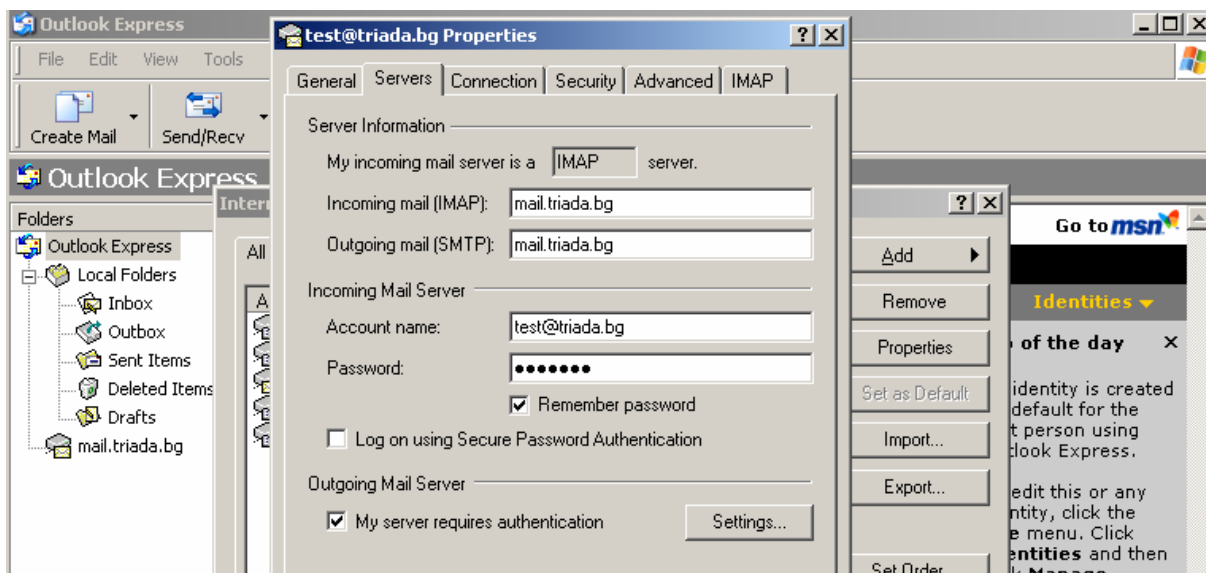 Outlook Express
File Edit View Tools
Create Mail
Send/Recv
Outlook Express
Folders
Outlook Express
Local Folders
Inbox
Outbox
Sent Items
Deleted Items
Drafts
mail.triada.bg
test@triada.bg Properties
General Servers Connection Security Advanced IMAP
Server Information
My incoming mail server is a IMAP server.
Incoming mail (IMAP): mail.triada.bg
Outgoing mail (SMTP): mail.triada.bg
Incoming Mail Server
Account name: test@triada.bg
Password: •••••••
Remember password
Log on using Secure Password Authentication
Outgoing Mail Server
My server requires authentication
Settings...
Intern
All
A
Add
Remove
Properties
Set as Default
Import...
Export...
Set Order...
Go to msn
Identities
of the day
identity is created
default for the
t person using
tlook Express.
edit this or any
ntity, click the
e menu. Click
entities and then